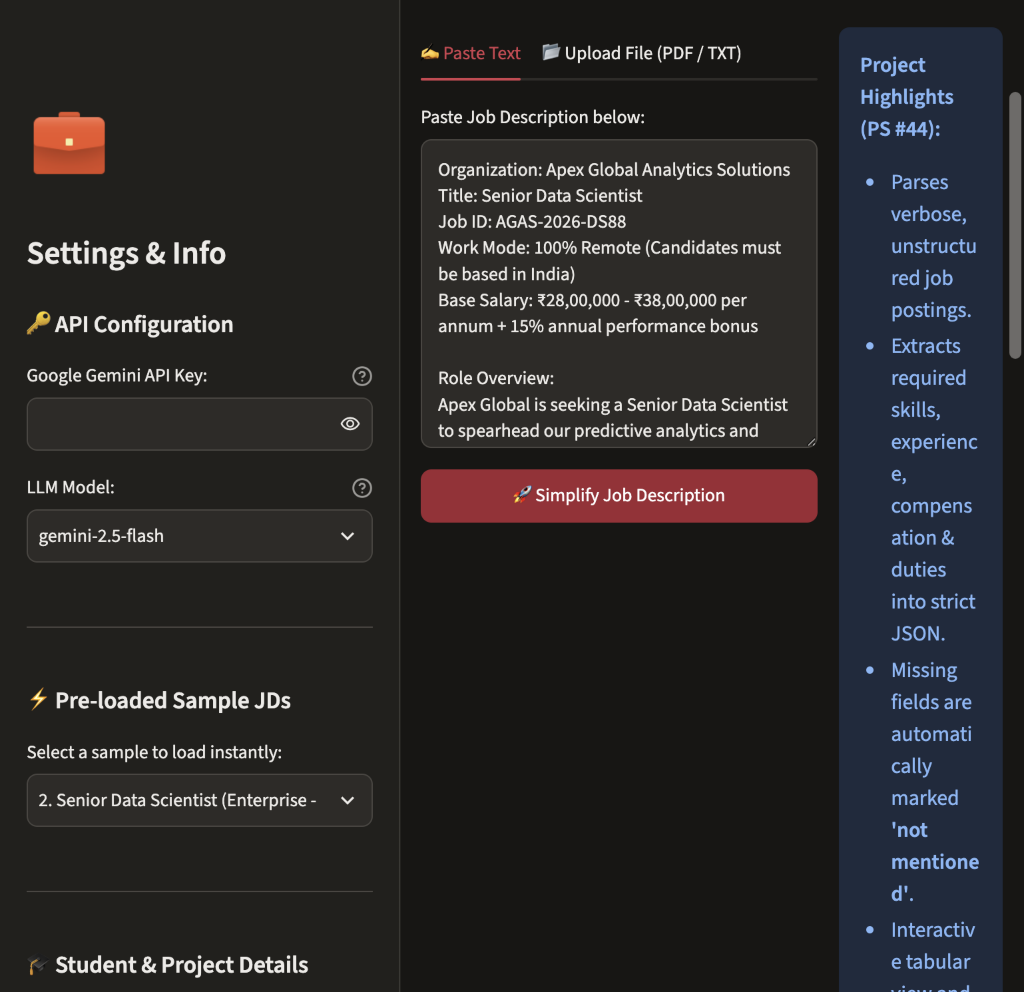 Settings & Info
🔑 API Configuration
Google Gemini API Key:
LLM Model:
gemini-2.5-flash
⚡ Pre-loaded Sample JDs
Select a sample to load instantly:
2. Senior Data Scientist (Enterprise -
🎓 Student & Project Details
✍️ Paste Text
📁 Upload File (PDF / TXT)
Paste Job Description below:
Organization: Apex Global Analytics Solutions
Title: Senior Data Scientist
Job ID: AGAS-2026-DS88
Work Mode: 100% Remote (Candidates must
be based in India)
Base Salary: ₹28,00,000 - ₹38,00,000 per
annum + 15% annual performance bonus
Role Overview:
Apex Global is seeking a Senior Data Scientist
to spearhead our predictive analytics and
🚀 Simplify Job Description
Project
Highlights
(PS #44):
• Parses
verbose,
unstructu
red job
postings.
• Extracts
required
skills,
experienc
e,
compens
ation &
duties
into strict
JSON.
• Missing
fields are
automati
cally
marked
'not
mentione
d'.
• Interactiv
e tabular
view and